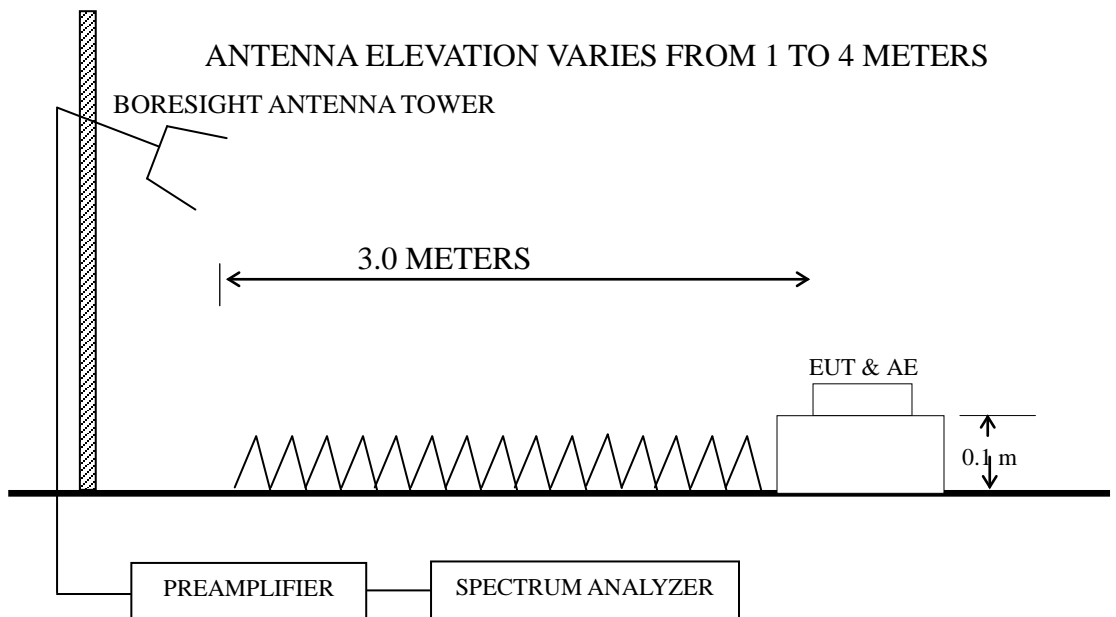 ANTENNA ELEVATION VARIES FROM 1 TO 4 METERS
BORESIGHT ANTENNA TOWER
3.0 METERS
EUT & AE
0.1 m
PREAMPLIFIER
SPECTRUM ANALYZER